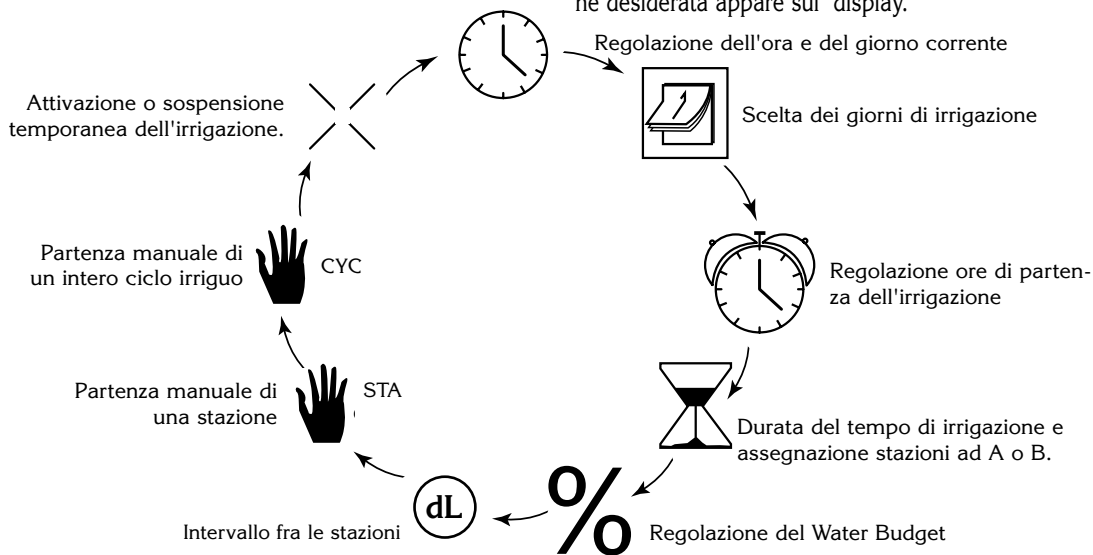 ne desiderata appare sul display.
Regolazione dell'ora e del giorno corrente
Scelta dei giorni di irrigazione
Regolazione ore di parten-
za dell'irrigazione
Durata del tempo di irrigazione e
assegnazione stazioni ad A o B.
%
Regolazione del Water Budget
dL
Intervallo fra le stazioni
STA
Partenza manuale di
una stazione
CYC
Partenza manuale di
un intero ciclo irriguo
Attivazione o sospensione
temporanea dell'irrigazione.